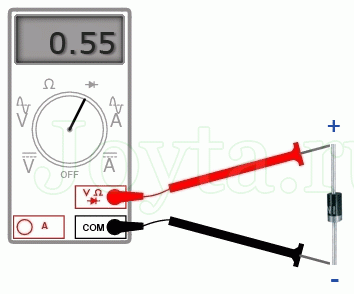 0.55
Ω
V A
V A
OFF
V Ω
A
COM
+
-
Joyta.ru